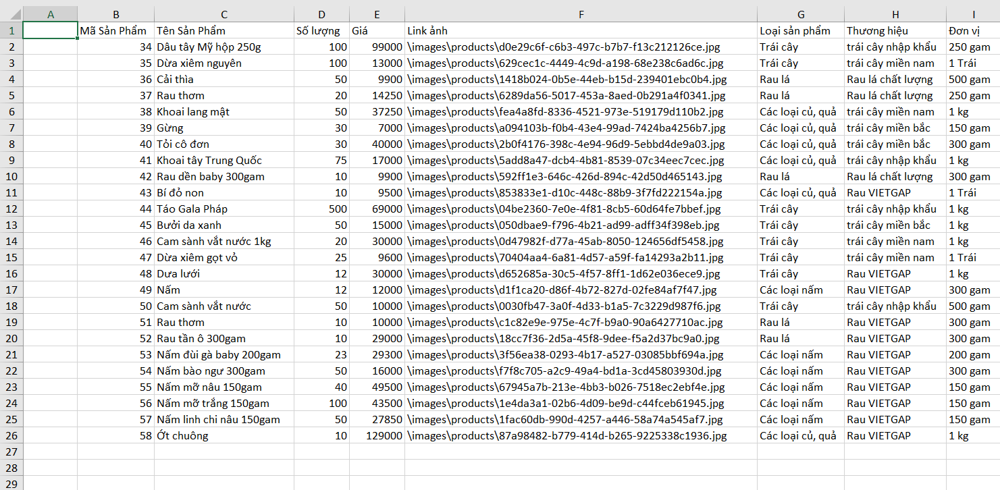 A B C D E F G H I
1 Mã Sản Phẩm Tên Sản Phẩm Số lượng Giá Link ảnh Loại sản phẩm Thương hiệu Đơn vị
2 34 Dâu tây Mỹ hộp 250g 100 99000 \images\products\d0e29c6f-c6b3-497c-b7b7-f13c212126ce.jpg Trái cây trái cây nhập khẩu 250 gam
3 35 Dừa xiêm nguyên 100 13000 \images\products\629cec1c-4449-4c9d-a198-68e238c6ad6c.jpg Trái cây trái cây miền nam 1 Trái
4 36 Cải thìa 50 9900 \images\products\1418b024-0b5e-44eb-b15d-239401ebc0b4.jpg Rau lá Rau lá chất lượng 500 gam
5 37 Rau thơm 20 14250 \images\products\6289da56-5017-453a-8aed-0b291a4f0341.jpg Rau lá Rau lá chất lượng 250 gam
6 38 Khoai lang mật 50 37250 \images\products\fea4a8fd-8336-4521-973e-519179d110b2.jpg Các loại củ, quả trái cây miền nam 1 kg
7 39 Gừng 30 7000 \images\products\a094103b-f0b4-43e4-99ad-7424ba4256b7.jpg Các loại củ, quả trái cây miền bắc 150 gam
8 40 Tỏi cô đơn 30 40000 \images\products\2b0f4176-398c-4e94-96d9-5ebbd4de9a03.jpg Các loại củ, quả trái cây miền bắc 300 gam
9 41 Khoai tây Trung Quốc 75 17000 \images\products\5add8a47-dcb4-4b81-8539-07c34eec7cec.jpg Các loại củ, quả trái cây nhập khẩu 1 kg
10 42 Rau dền baby 300gam 10 9900 \images\products\592ff1e3-646c-426d-894c-42d50d465143.jpg Rau lá Rau lá chất lượng 300 gam
11 43 Bí đỏ non 10 9500 \images\products\853833e1-d10c-448c-88b9-3f7fd222154a.jpg Các loại củ, quả Rau VIETGAP 1 Trái
12 44 Táo Gala Pháp 500 69000 \images\products\04be2360-7e0e-4f81-8cb5-60d64fe7bbef.jpg Trái cây trái cây nhập khẩu 1 kg
13 45 Bưởi da xanh 50 15000 \images\products\050dbae9-f796-4b21-ad99-adff34f398eb.jpg Trái cây trái cây miền bắc 1 kg
14 46 Cam sành vắt nước 1kg 20 30000 \images\products\0d47982f-d77a-45ab-8050-124656df5458.jpg Trái cây trái cây miền nam 1 kg
15 47 Dừa xiêm gọt vỏ 25 9600 \images\products\70404aa4-6a81-4d57-a59f-fa14293a2b11.jpg Trái cây trái cây miền nam 1 Trái
16 48 Dưa lưới 12 30000 \images\products\d652685a-30c5-4f57-8ff1-1d62e036ece9.jpg Trái cây Rau VIETGAP 1 kg
17 49 Nấm 12 12000 \images\products\d1f1ca20-d86f-4b72-827d-02fe84af7f47.jpg Các loại nấm Rau VIETGAP 300 gam
18 50 Cam sành vắt nước 50 10000 \images\products\0030fb47-3a0f-4d33-b1a5-7c3229d987f6.jpg Trái cây trái cây nhập khẩu 500 gam
19 51 Rau thơm 10 10000 \images\products\c1c82e9e-975e-4c7f-b9a0-90a6427710ac.jpg Rau lá Rau VIETGAP 300 gam
20 52 Rau tần ô 300gam 10 29000 \images\products\18cc7f36-2d5a-45f8-9dee-f5a2d37bc9a0.jpg Rau lá Rau VIETGAP 300 gam
21 53 Nấm đùi gà baby 200gam 23 29300 \images\products\3f56ea38-0293-4b17-a527-03085bbf694a.jpg Các loại nấm Rau VIETGAP 200 gam
22 54 Nấm bào ngư 300gam 50 16000 \images\products\f7f8c705-a2c9-49a4-bd1a-3cd45803930d.jpg Các loại nấm Rau VIETGAP 300 gam
23 55 Nấm mỡ nâu 150gam 40 49500 \images\products\67945a7b-213e-4bb3-b026-7518ec2ebf4e.jpg Các loại nấm Rau VIETGAP 150 gam
24 56 Nấm mỡ trắng 150gam 100 43500 \images\products\1e4da3a1-02b6-4d09-be9d-c44fceb61945.jpg Các loại nấm Rau VIETGAP 150 gam
25 57 Nấm linh chi nâu 150gam 50 27850 \images\products\1fac60db-990d-4257-a446-58a74a545af7.jpg Các loại nấm Rau VIETGAP 150 gam
26 58 Ớt chuông 10 129000 \images\products\87a98482-b779-414d-b265-9225338c1936.jpg Các loại củ, quả Rau VIETGAP 1 kg
27
28
29